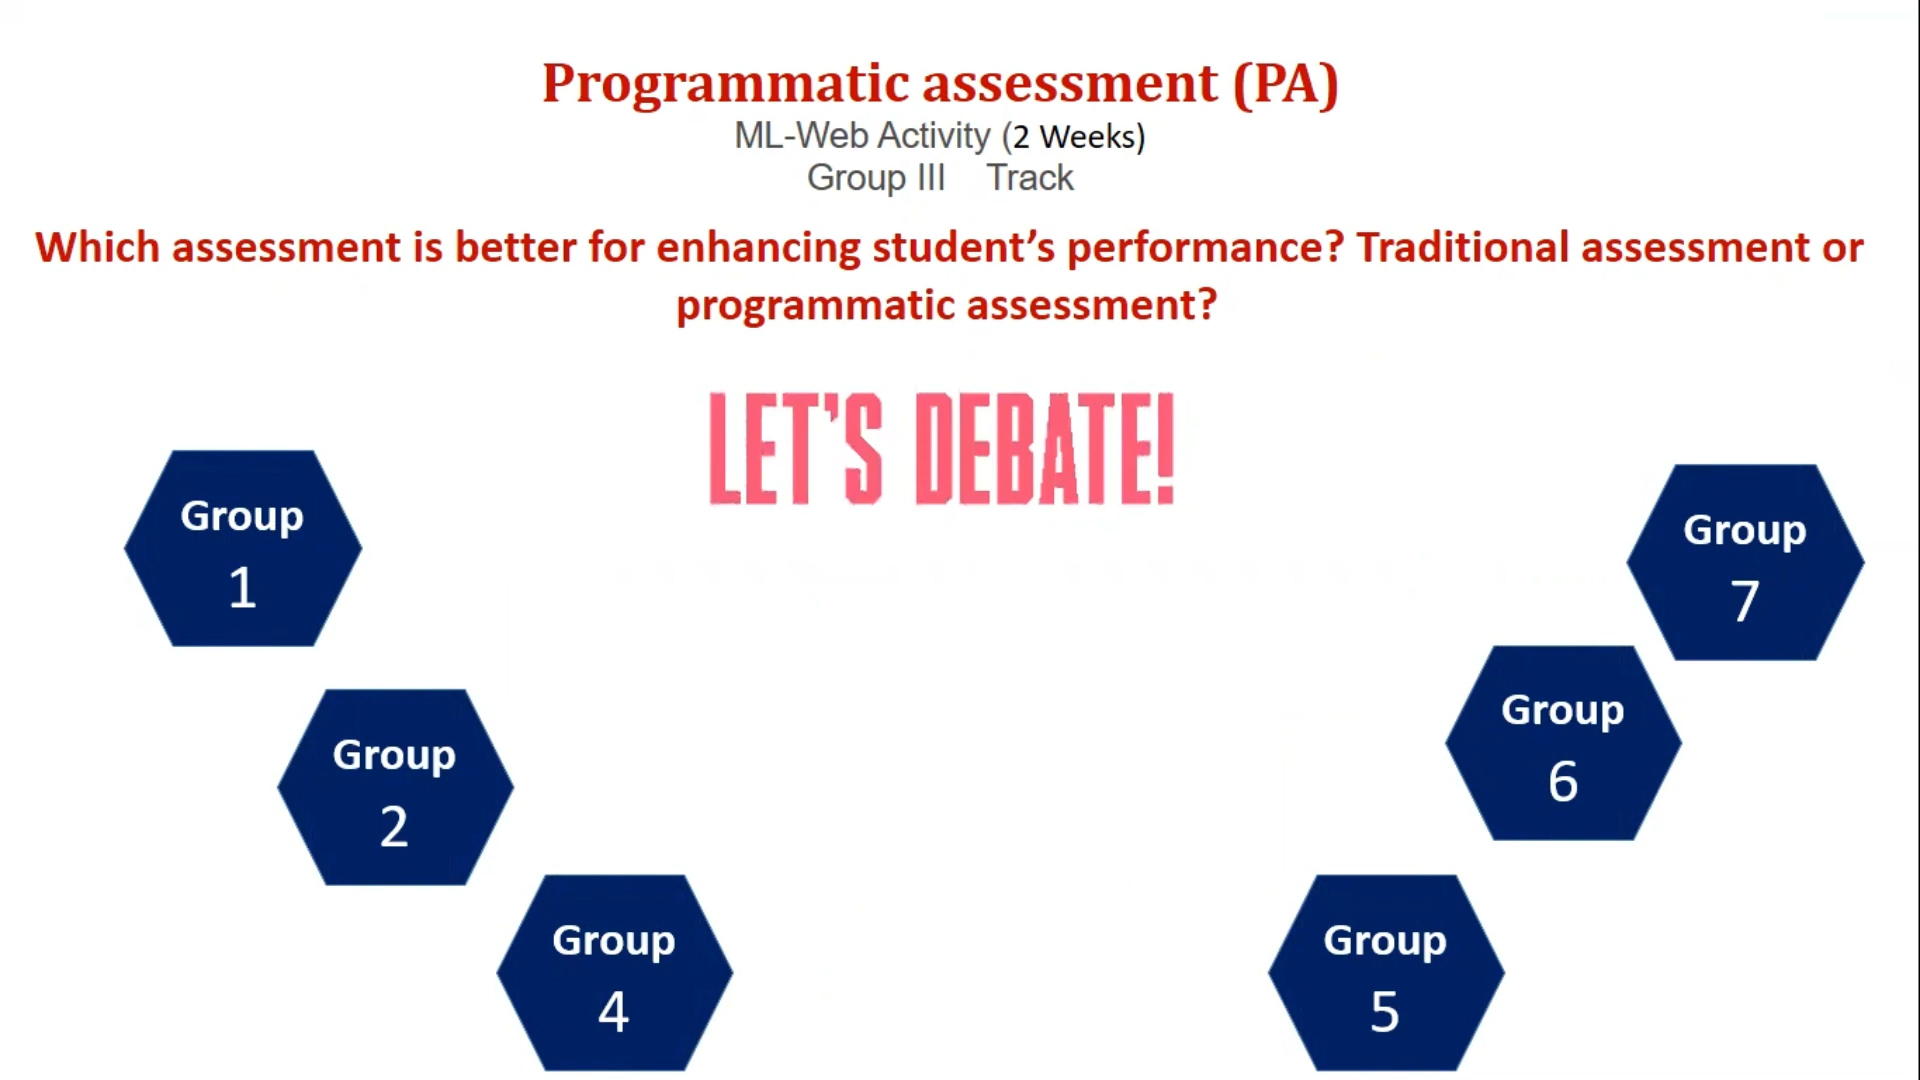 Programmatic assessment (PA)
ML-Web Activity (2 Weeks)
Group III Track
Which assessment is better for enhancing student’s performance? Traditional assessment or
programmatic assessment?
LET’S DEBATE!
Group
1
Group
2
Group
4
Group
5
Group
6
Group
7